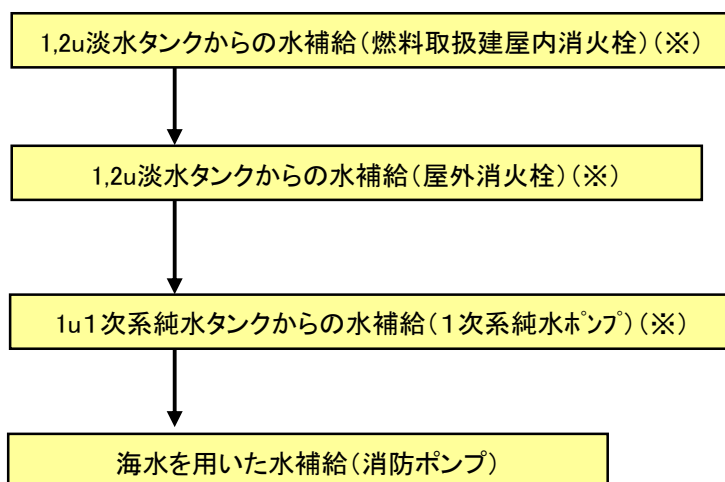 1,2u淡水タンクからの水補給（燃料取扱建屋内消火栓）（※）
1,2u淡水タンクからの水補給（屋外消火栓）（※）
1u１次系純水タンクからの水補給（１次系純水ﾎﾟﾝﾌﾟ）（※）
海水を用いた水補給（消防ポンプ）